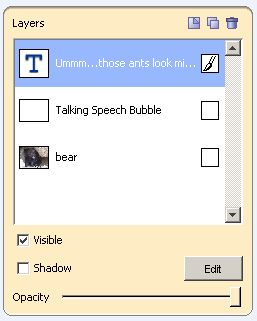 Layers
T
Ummm...those ants look mi...
Talking Speech Bubble
bear
Visible
Shadow
Edit
Opacity